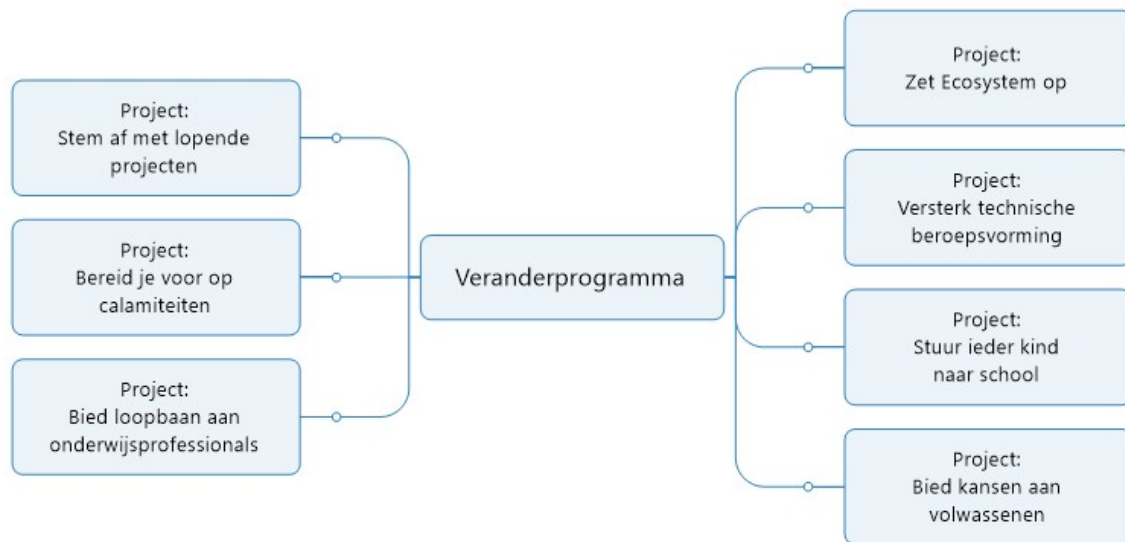 Project:
Stem af met lopende
projecten
Project:
Bereid je voor op
calamiteiten
Project:
Bied loopbaan aan
onderwijsprofessionals
Veranderprogramma
Project:
Zet Ecosystem op
Project:
Versterk technische
beroepsvorming
Project:
Stuur ieder kind
naar school
Project:
Bied kansen aan
volwassenen